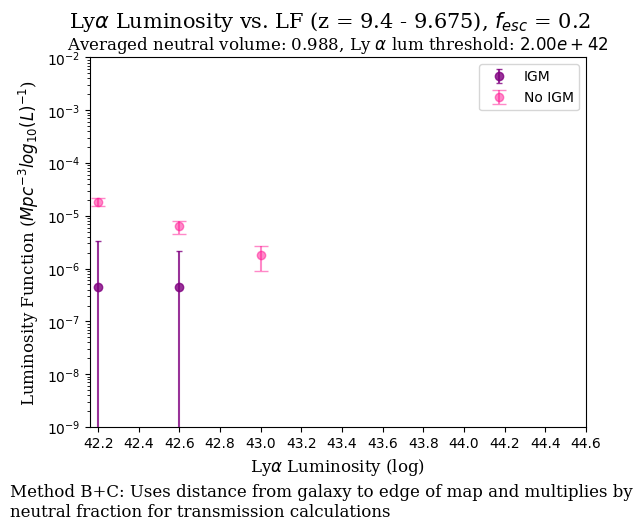 Lyα Luminosity vs. LF (z = 9.4 - 9.675), f_esc = 0.2
Averaged neutral volume: 0.988, Ly α lum threshold: 2.00e + 42
IGM
No IGM
Luminosity Function (Mpc⁻³log₁₀(L)⁻¹)
10⁻²
10⁻³
10⁻⁴
10⁻⁵
10⁻⁶
10⁻⁷
10⁻⁸
10⁻⁹
42.2 42.4 42.6 42.8 43.0 43.2 43.4 43.6 43.8 44.0 44.2 44.4 44.6
Lyα Luminosity (log)
Method B+C: Uses distance from galaxy to edge of map and multiplies by
neutral fraction for transmission calculations